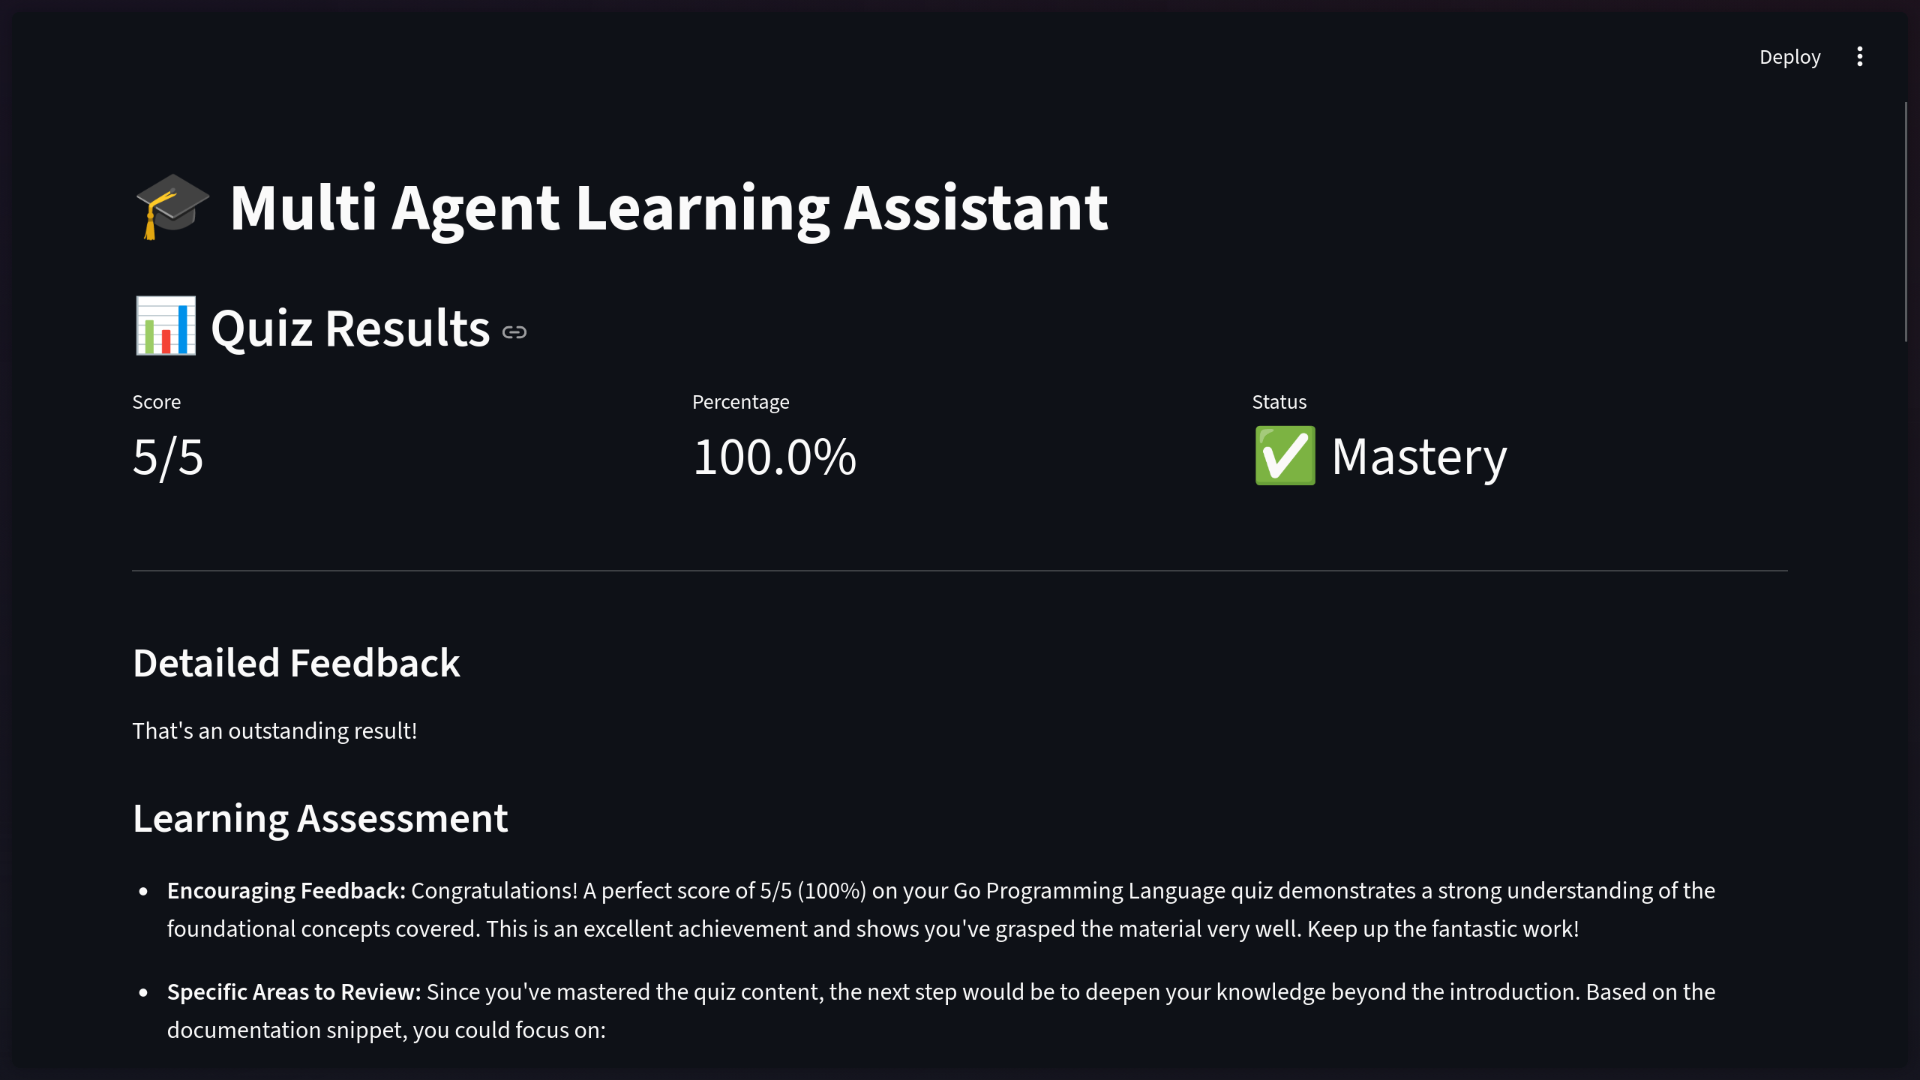 Deploy
🎓 Multi Agent Learning Assistant
📊 Quiz Results
Score
5/5
Percentage
100.0%
Status
✅ Mastery
Detailed Feedback
That's an outstanding result!
Learning Assessment
• Encouraging Feedback: Congratulations! A perfect score of 5/5 (100%) on your Go Programming Language quiz demonstrates a strong understanding of the
foundational concepts covered. This is an excellent achievement and shows you've grasped the material very well. Keep up the fantastic work!
• Specific Areas to Review: Since you've mastered the quiz content, the next step would be to deepen your knowledge beyond the introduction. Based on the
documentation snippet, you could focus on: